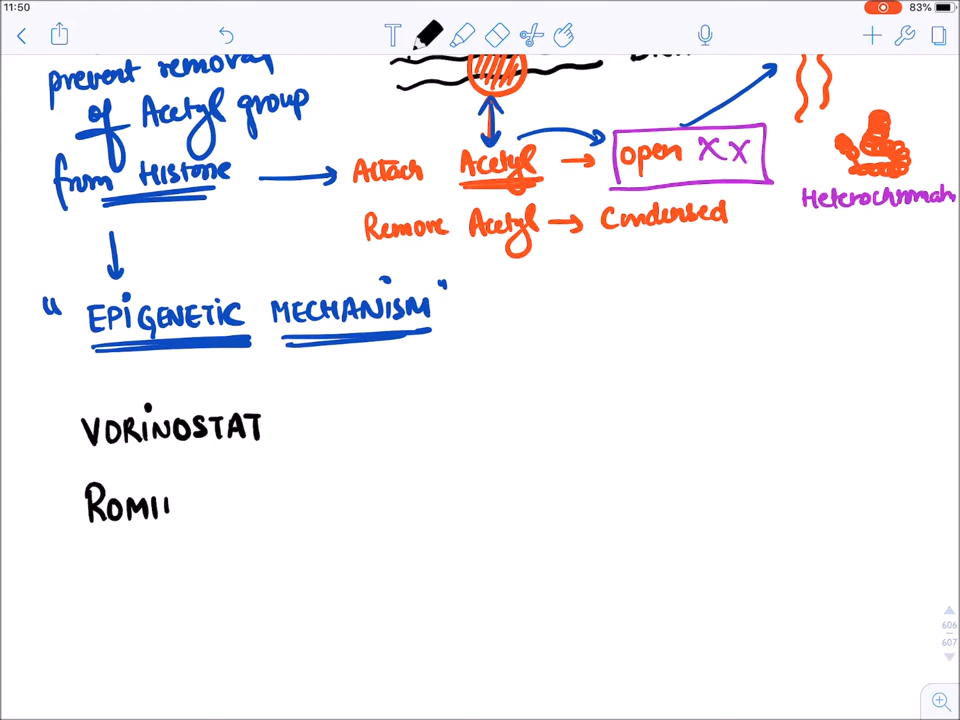 11:50
83%
prevent removal
of Acetyl group
from Histone
Attach Acetyl → open XX
Remove Acetyl → Condensed
Heterochromah
"EPIGENETIC MECHANISM"
VORINOSTAT
ROMI
606
607